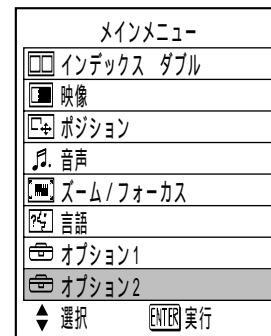 メインメニュー
インデックス ダブル
映像
ポジション
音声
ズーム/フォーカス
言語
オプション1
オプション2
選択 ENTER 実行